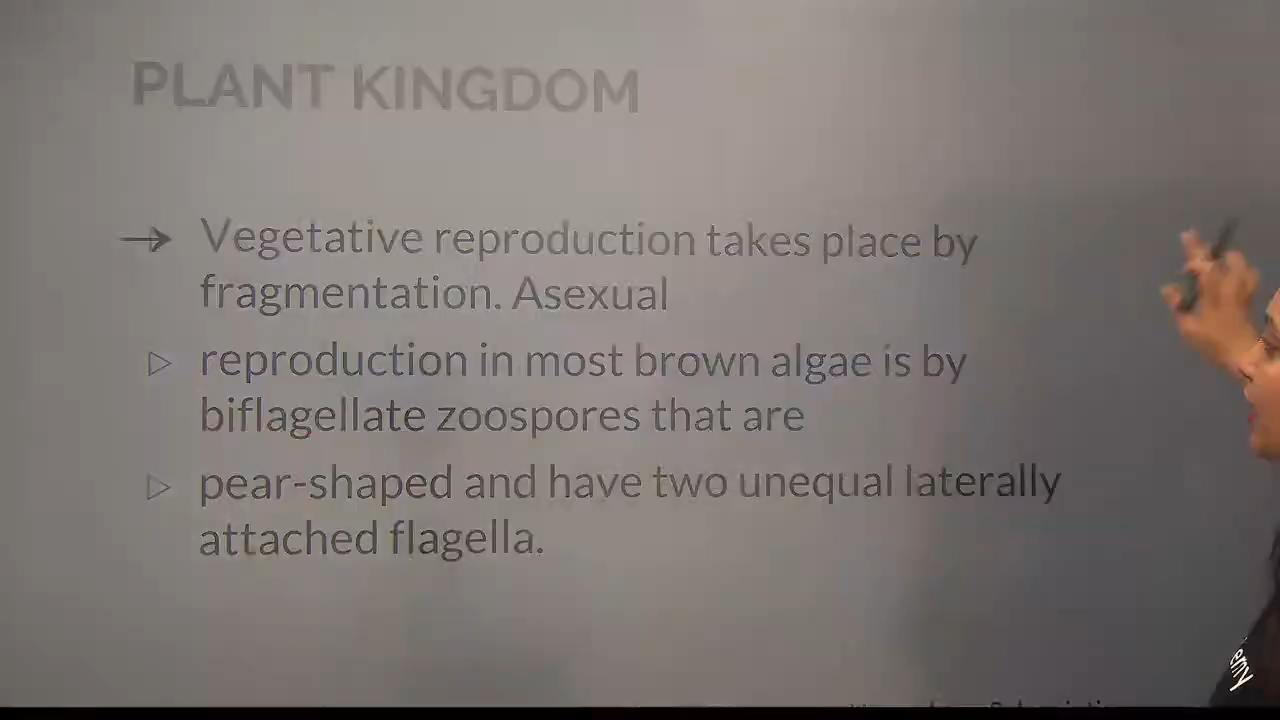 PLANT KINGDOM
Vegetative reproduction takes place by
fragmentation. Asexual
reproduction in most brown algae is by
biflagellate zoospores that are
pear-shaped and have two unequal laterally
attached flagella.